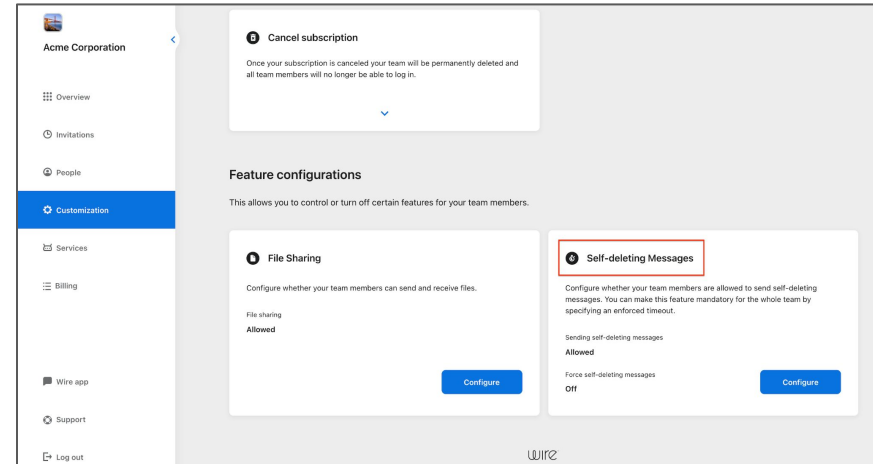 Acme Corporation
Overview
Invitations
People
Customization
Services
Billing
Wire app
Support
Log out
Cancel subscription
Once your subscription is canceled your team will be permanently deleted and
all team members will no longer be able to log in.
Feature configurations
This allows you to control or turn off certain features for your team members.
File Sharing
Configure whether your team members can send and receive files.
File sharing
Allowed
Configure
Self-deleting Messages
Configure whether your team members are allowed to send self-deleting
messages. You can make this feature mandatory for the whole team by
specifying an enforced timeout.
Sending self-deleting messages
Allowed
Force self-deleting messages
Off
Configure
wire